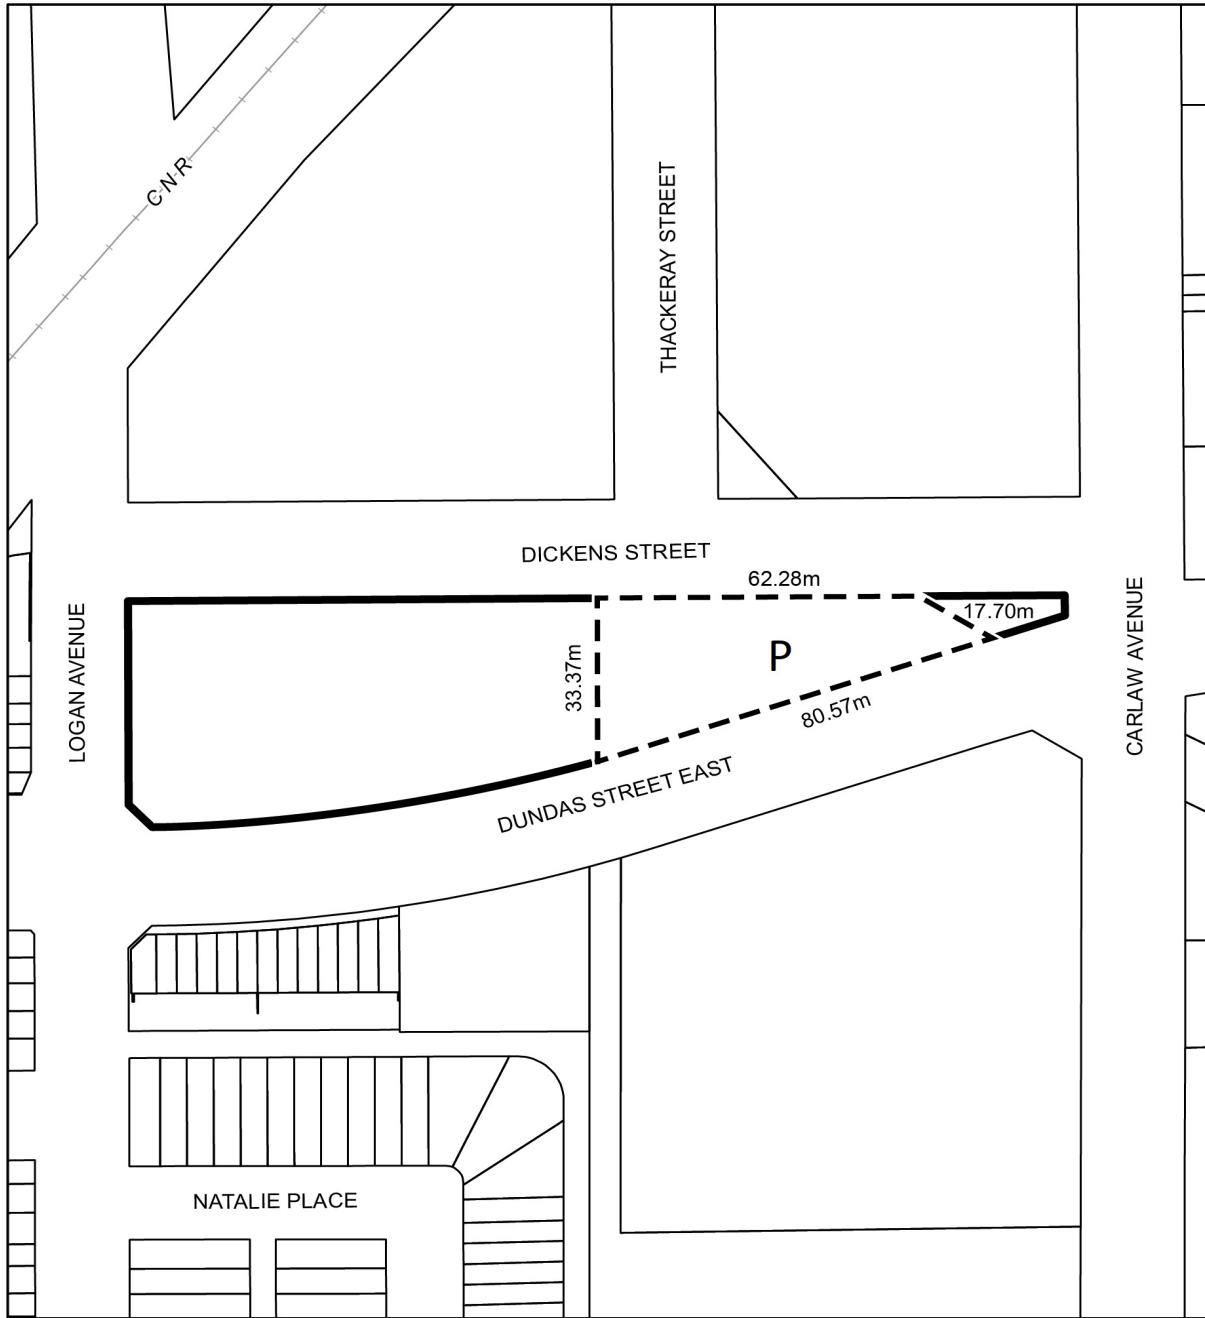 C-N-R
THACKERAY STREET
DICKENS STREET
62.28m
17.70m
LOGAN AVENUE
33.37m
P
80.57m
CARLAW AVENUE
DUNDAS STREET EAST
NATALIE PLACE